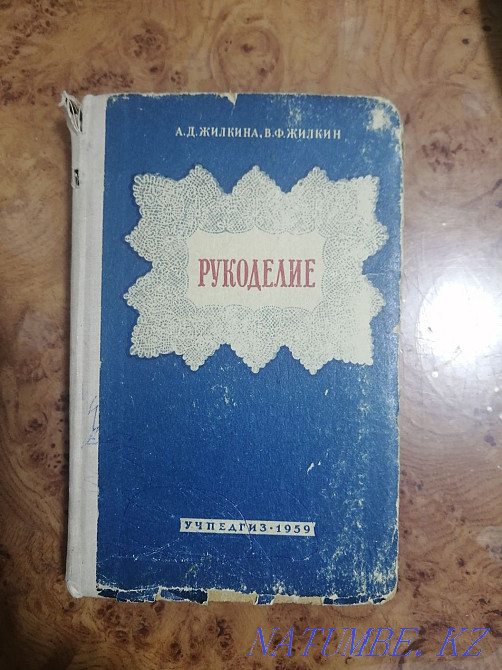 А. Д. ЖИЛКИНА, В. Ф. ЖИЛКИН
РУКОДЕЛИЕ
УЧПЕДГИЗ · 1959
NATUMBE. KZ